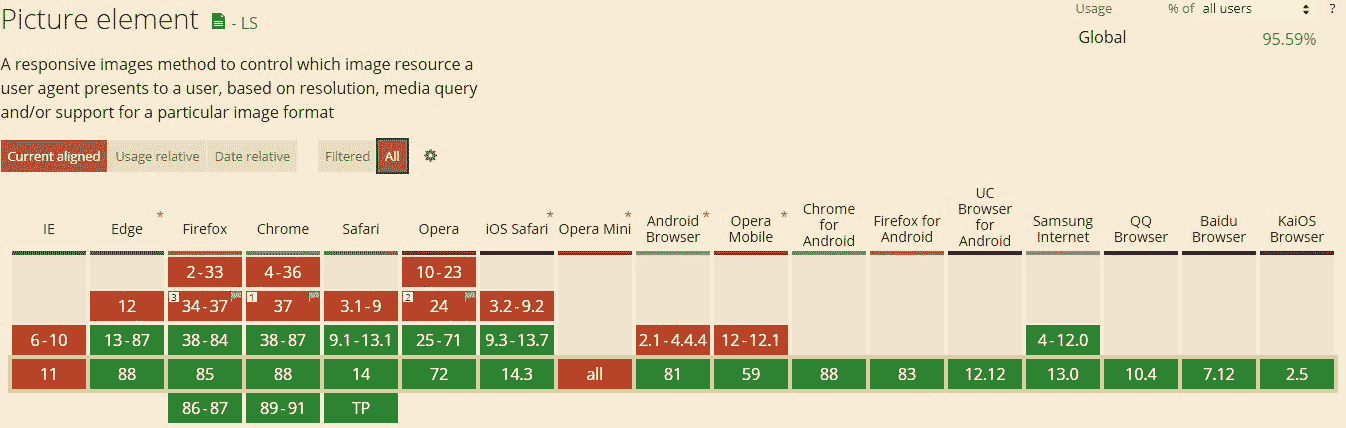 Picture element - LS
Usage % of all users ?
Global 95.59%
A responsive images method to control which image resource a
user agent presents to a user, based on resolution, media query
and/or support for a particular image format
Current aligned Usage relative Date relative Filtered All
IE Edge * Firefox Chrome Safari Opera iOS Safari * Opera Mini * Android Browser * Opera Mobile * Chrome for Android Firefox for Android UC Browser for Android Samsung Internet QQ Browser Baidu Browser KaiOS Browser
2-33 4-36 10-23
12 3 34-37 1 37 3.1-9 2 24 3.2-9.2
6-10 13-87 38-84 38-87 9.1-13.1 25-71 9.3-13.7 2.1-4.4.4 12-12.1 4-12.0
11 88 85 88 14 72 14.3 all 81 59 88 83 12.12 13.0 10.4 7.12 2.5
86-87 89-91 TP